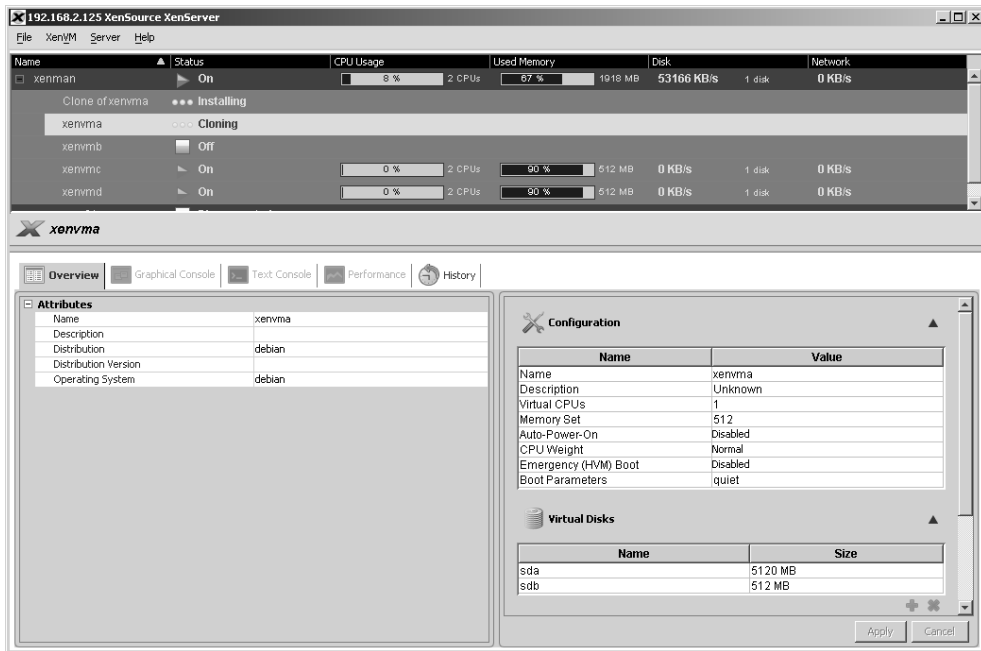 192.168.2.125 XenSource XenServer
File XenVM Server Help
Name Status CPU Usage Used Memory Disk Network
xenman On 8 % 2 CPUs 67 % 1918 MB 53166 KB/s 1 disk 0 KB/s
Clone of xenvma Installing
xenvma Cloning
xenvmb Off
xenvmc On 0 % 2 CPUs 90 % 512 MB 0 KB/s 1 disk 0 KB/s
xenvmd On 0 % 2 CPUs 90 % 512 MB 0 KB/s 1 disk 0 KB/s
xenvma
Overview Graphical Console Text Console Performance History
Attributes
Name xenvma
Description
Distribution debian
Distribution Version
Operating System debian
Configuration
Name Value
Name xenvma
Description Unknown
Virtual CPUs 1
Memory Set 512
Auto-Power-On Disabled
CPU Weight Normal
Emergency (HVM) Boot Disabled
Boot Parameters quiet
Virtual Disks
Name Size
sda 5120 MB
sdb 512 MB
Apply Cancel